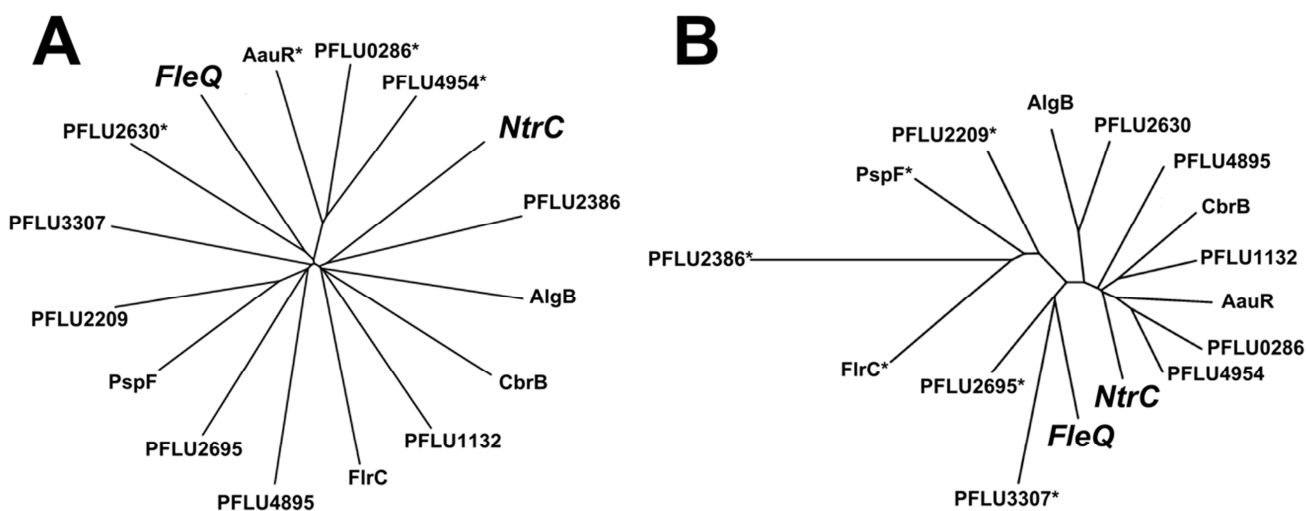 A
AauR*
PFLU0286*
FleQ
PFLU4954*
PFLU2630*
NtrC
PFLU2386
PFLU3307
AlgB
PFLU2209
PspF
CbrB
PFLU2695
PFLU1132
FlrC
PFLU4895
B
AlgB
PFLU2209*
PFLU2630
PspF*
PFLU4895
CbrB
PFLU2386*
PFLU1132
AauR
PFLU0286
FlrC*
PFLU4954
PFLU2695*
NtrC
FleQ
PFLU3307*